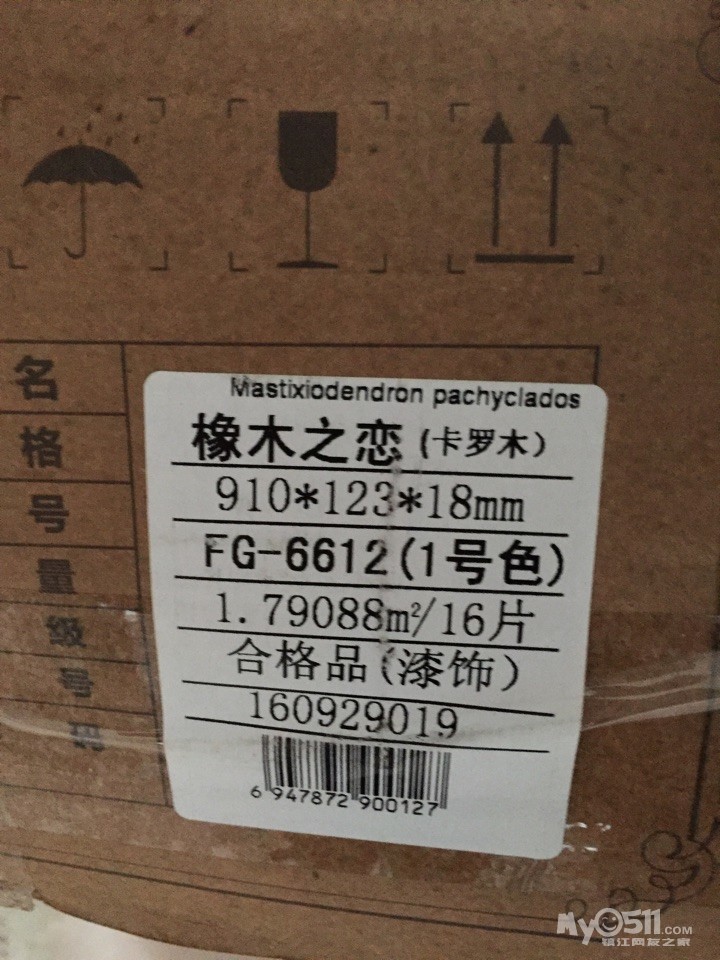 Mastixiodendron pachyclados
名 橡木之恋(卡罗木)
格 910*123*18mm
号 FG-6612(1号色)
量 1.79088m²/16片
级 合格品(漆饰)
号 160929019
码
6 947872 900127
My0511.com
镇江网友之家